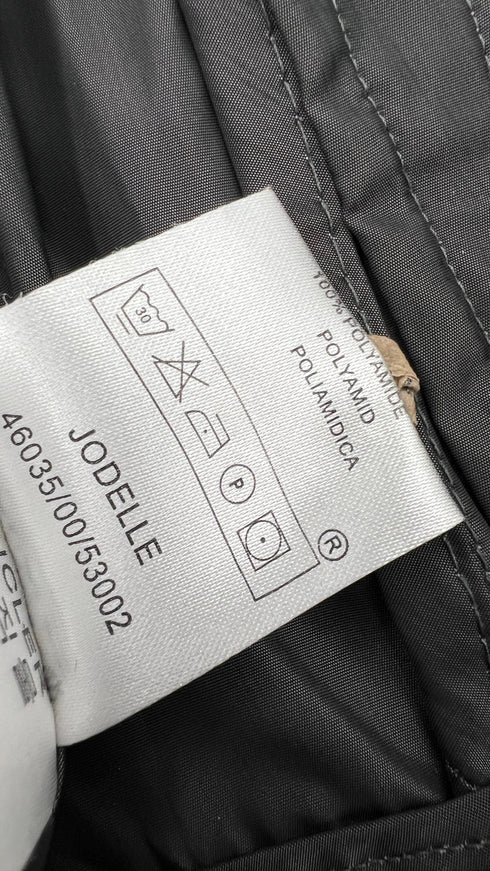 100% POLYAMIDE
POLYAMID
POLIAMIDICA
30
P
®
JODELLE
46035/00/53002